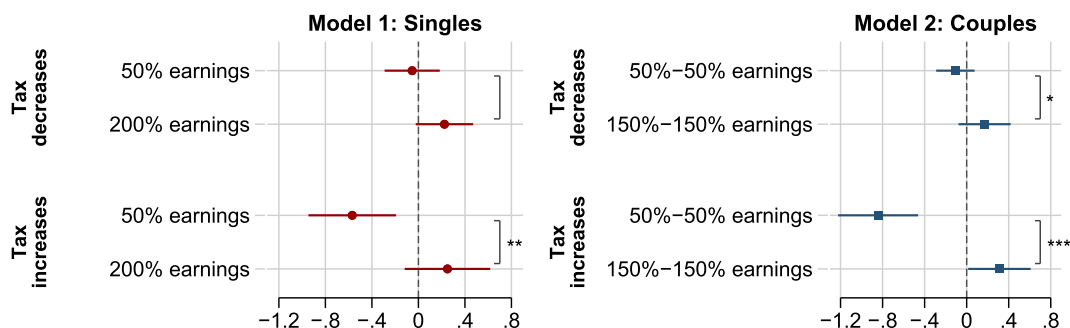 Model 1: Singles
Tax
decreases
50% earnings
200% earnings
Tax
increases
50% earnings
200% earnings
**
−1.2 −.8 −.4 0 .4 .8
Model 2: Couples
Tax
decreases
50%−50% earnings
150%−150% earnings
*
Tax
increases
50%−50% earnings
150%−150% earnings
***
−1.2 −.8 −.4 0 .4 .8